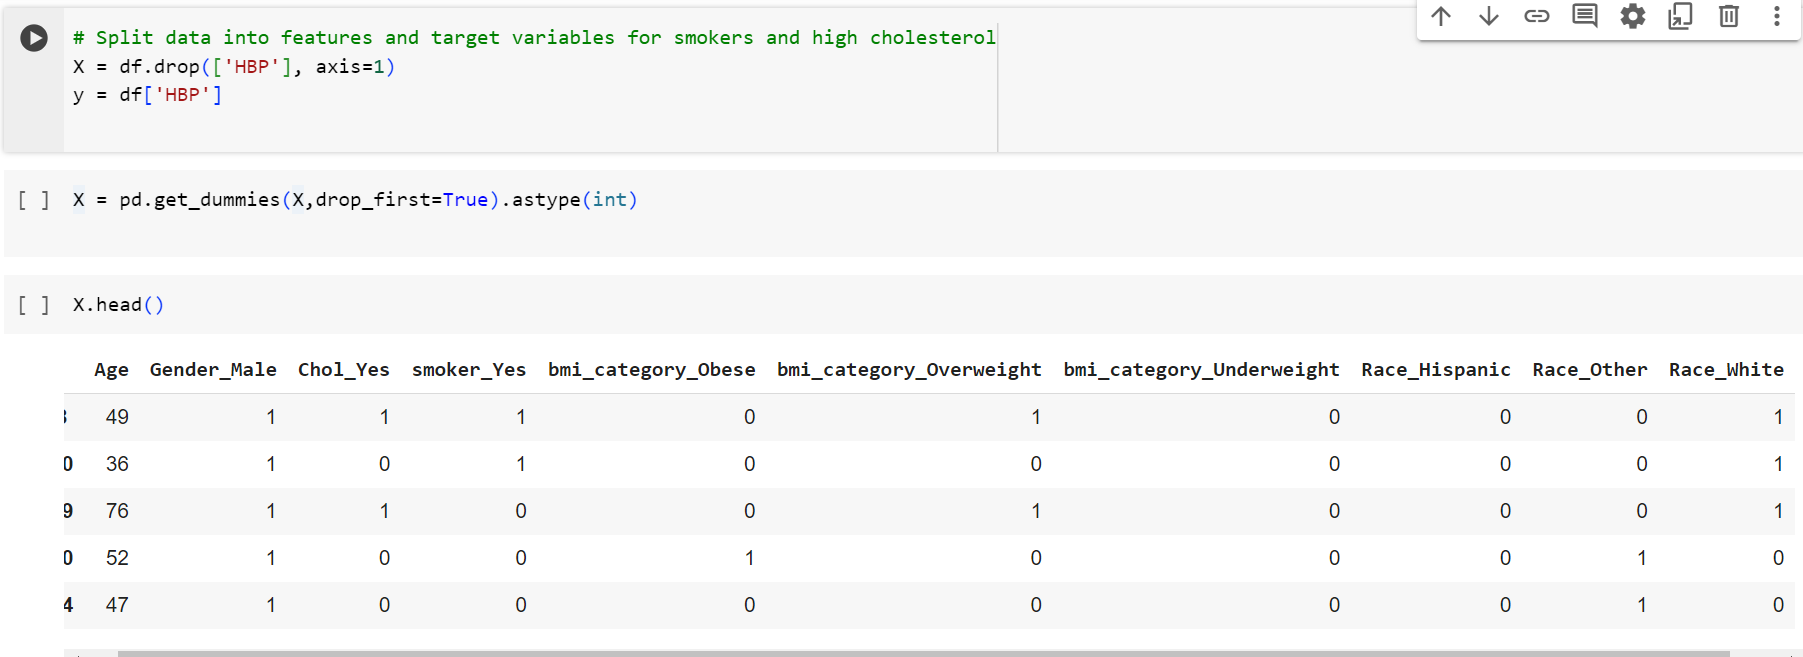 # Split data into features and target variables for smokers and high cholesterol
X = df.drop(['HBP'], axis=1)
y = df['HBP']
[ ] X = pd.get_dummies(X,drop_first=True).astype(int)
[ ] X.head()
Age Gender_Male Chol_Yes smoker_Yes bmi_category_Obese bmi_category_Overweight bmi_category_Underweight Race_Hispanic Race_Other Race_White
49 1 1 1 0 1 0 0 0 1
0 36 1 0 1 0 0 0 0 0 1
9 76 1 1 0 0 1 0 0 0 1
0 52 1 0 0 1 0 0 0 1 0
4 47 1 0 0 0 0 0 0 1 0